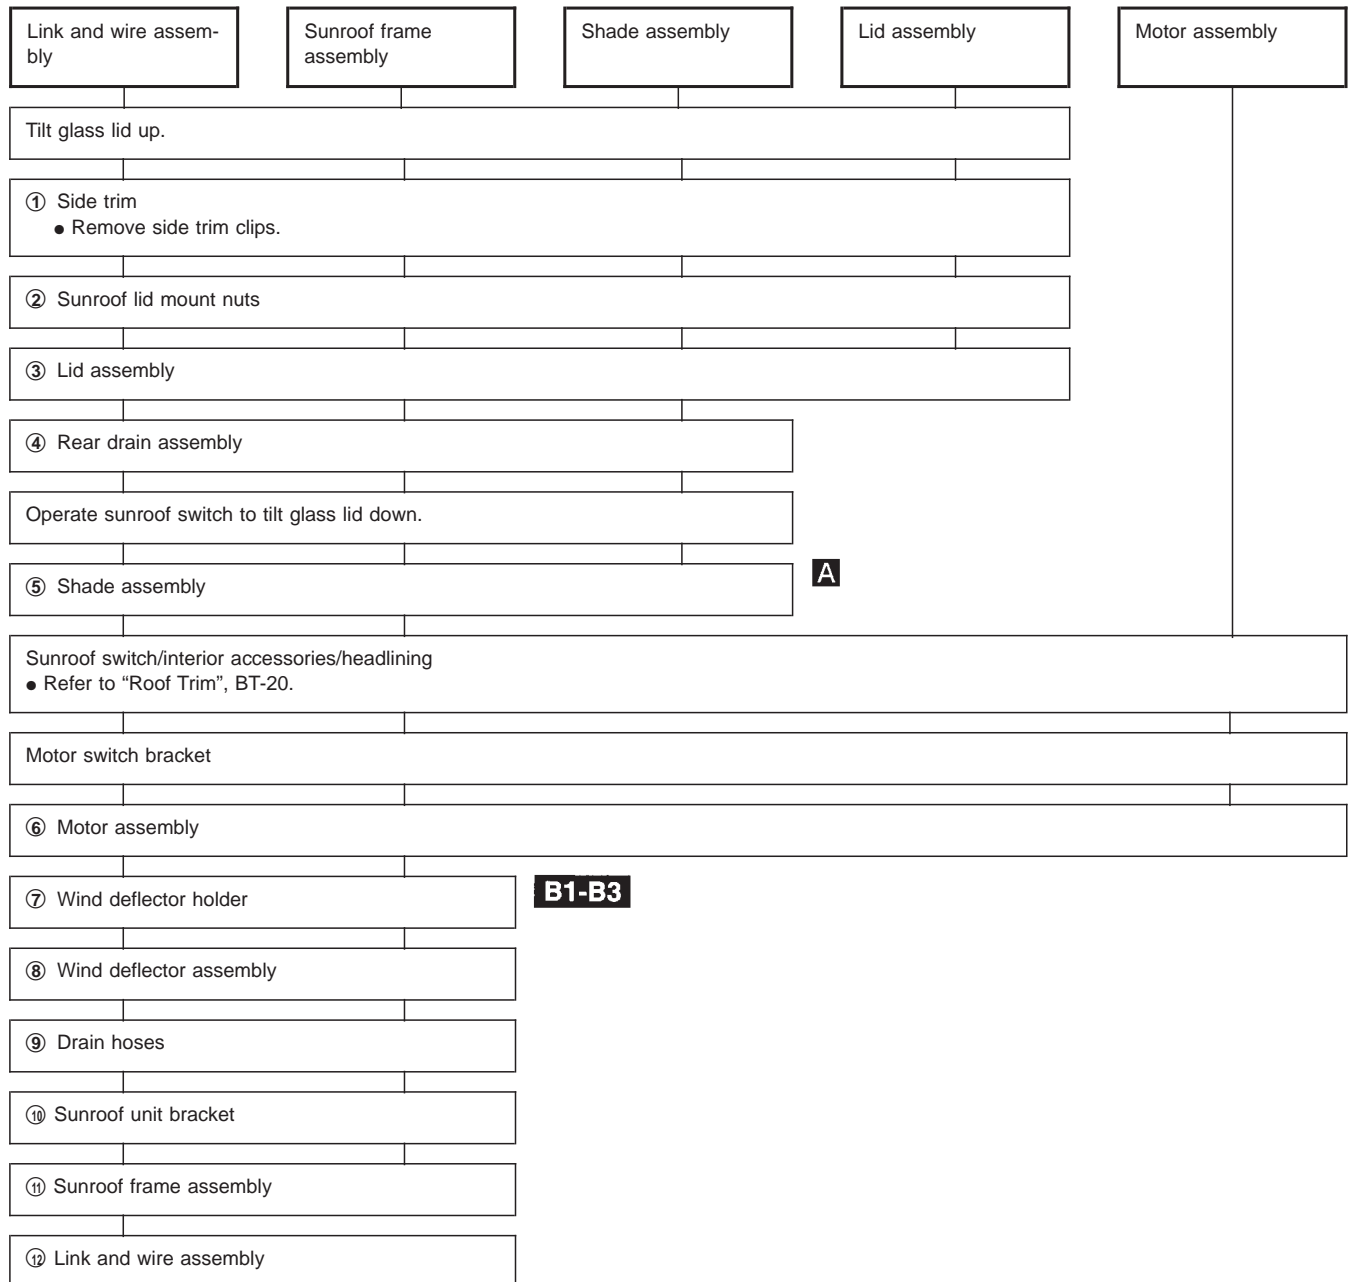 Link and wire assem-
bly
Sunroof frame
assembly
Shade assembly
Lid assembly
Motor assembly
Tilt glass lid up.
① Side trim
● Remove side trim clips.
② Sunroof lid mount nuts
③ Lid assembly
④ Rear drain assembly
Operate sunroof switch to tilt glass lid down.
⑤ Shade assembly
A
Sunroof switch/interior accessories/headlining
● Refer to “Roof Trim”, BT-20.
Motor switch bracket
⑥ Motor assembly
⑦ Wind deflector holder
B1-B3
⑧ Wind deflector assembly
⑨ Drain hoses
⑩ Sunroof unit bracket
⑪ Sunroof frame assembly
⑫ Link and wire assembly